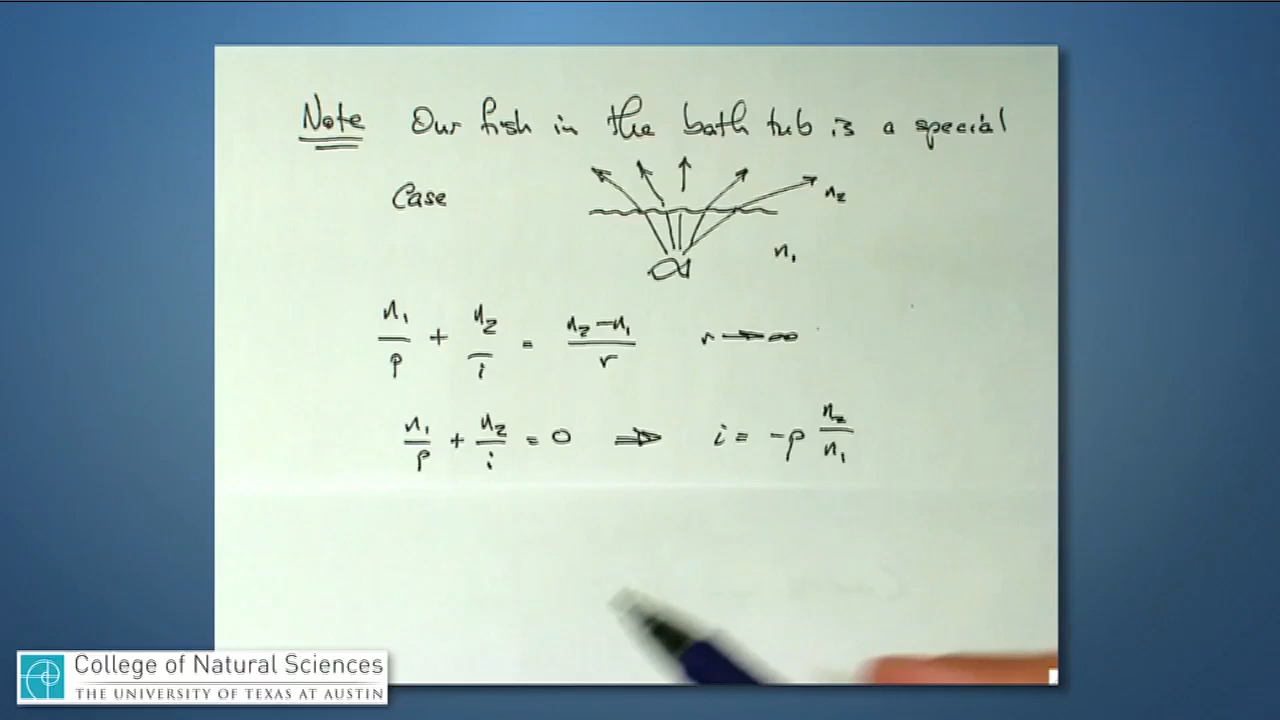 Note Our fish in the bath tub is a special
Case
n₂
n₁
n₁/p + n₂/i = n₂-n₁/r r → ∞
n₁/p + n₂/i = 0 ⇒ i = -p n₂/n₁
College of Natural Sciences
THE UNIVERSITY OF TEXAS AT AUSTIN